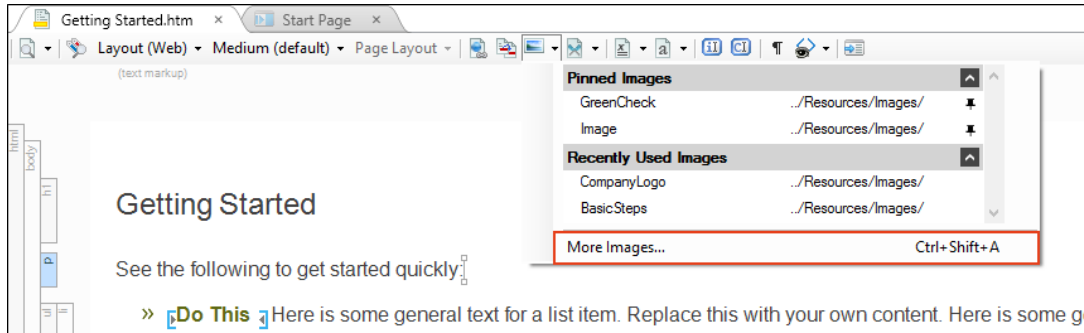 Getting Started.htm × Start Page ×
Layout (Web) Medium (default) Page Layout
(text markup)
Pinned Images
GreenCheck ../Resources/Images/
Image ../Resources/Images/
Recently Used Images
CompanyLogo ../Resources/Images/
BasicSteps ../Resources/Images/
More Images... Ctrl+Shift+A
html
body
h1
Getting Started
p
See the following to get started quickly:
» Do This Here is some general text for a list item. Replace this with your own content. Here is some g